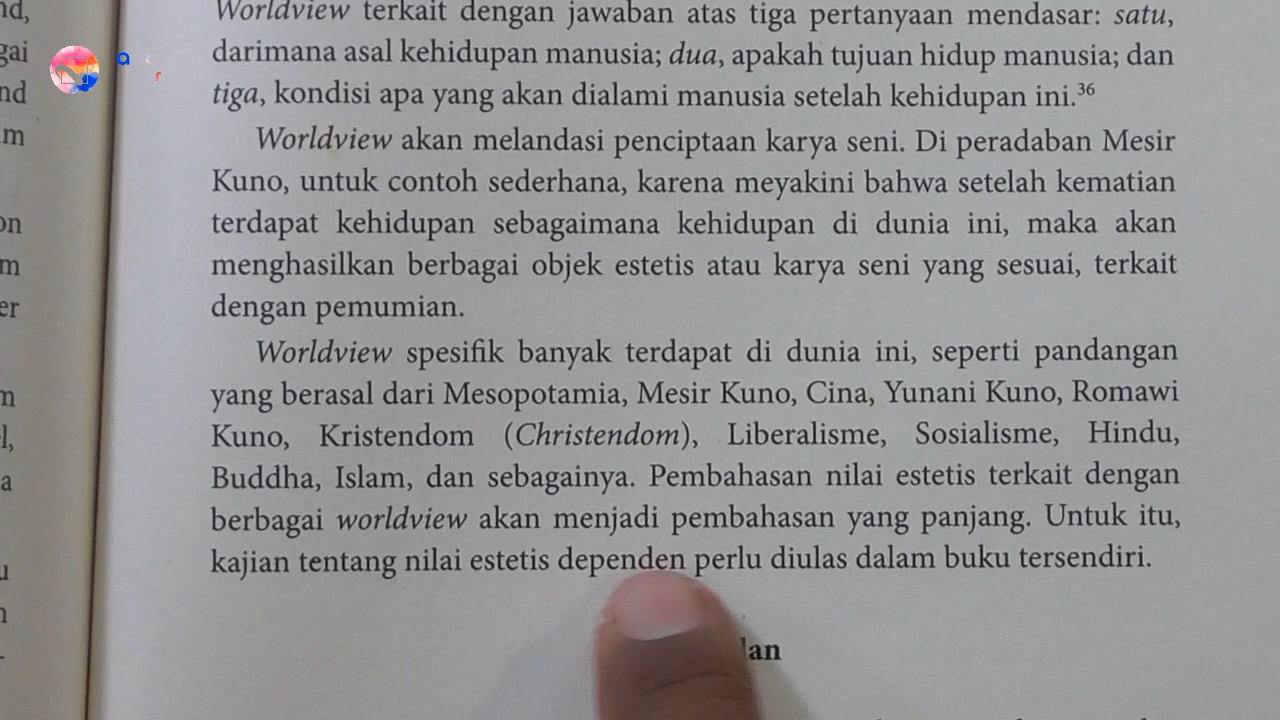 Worldview terkait dengan jawaban atas tiga pertanyaan mendasar: satu,
darimana asal kehidupan manusia; dua, apakah tujuan hidup manusia; dan
tiga, kondisi apa yang akan dialami manusia setelah kehidupan ini.36
Worldview akan melandasi penciptaan karya seni. Di peradaban Mesir
Kuno, untuk contoh sederhana, karena meyakini bahwa setelah kematian
terdapat kehidupan sebagaimana kehidupan di dunia ini, maka akan
menghasilkan berbagai objek estetis atau karya seni yang sesuai, terkait
dengan pemumian.
Worldview spesifik banyak terdapat di dunia ini, seperti pandangan
yang berasal dari Mesopotamia, Mesir Kuno, Cina, Yunani Kuno, Romawi
Kuno, Kristendom (Christendom), Liberalisme, Sosialisme, Hindu,
Buddha, Islam, dan sebagainya. Pembahasan nilai estetis terkait dengan
berbagai worldview akan menjadi pembahasan yang panjang. Untuk itu,
kajian tentang nilai estetis dependen perlu diulas dalam buku tersendiri.